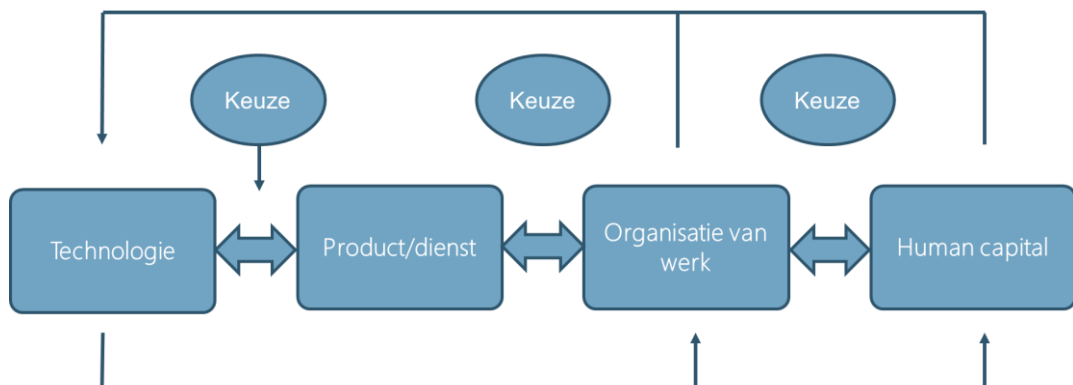 Keuze
Keuze
Keuze
Technologie
Product/dienst
Organisatie van
werk
Human capital